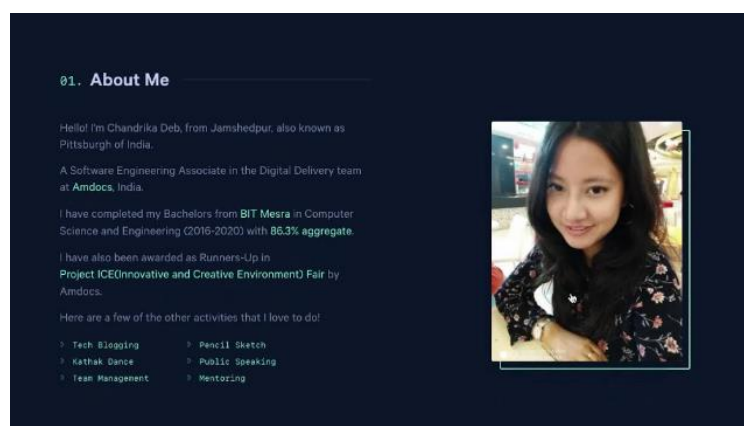 01. About Me
Hello! I'm Chandrika Deb, from Jamshedpur, also known as
Pittsburgh of India.
A Software Engineering Associate in the Digital Delivery team
at Amdocs, India.
I have completed my Bachelors from BIT Mesra in Computer
Science and Engineering (2016-2020) with 86.3% aggregate.
I have also been awarded as Runners-Up in
Project ICE(Innovative and Creative Environment) Fair by
Amdocs.
Here are a few of the other activities that I love to do!
Tech Blogging
Pencil Sketch
Kathak Dance
Public Speaking
Team Management
Mentoring